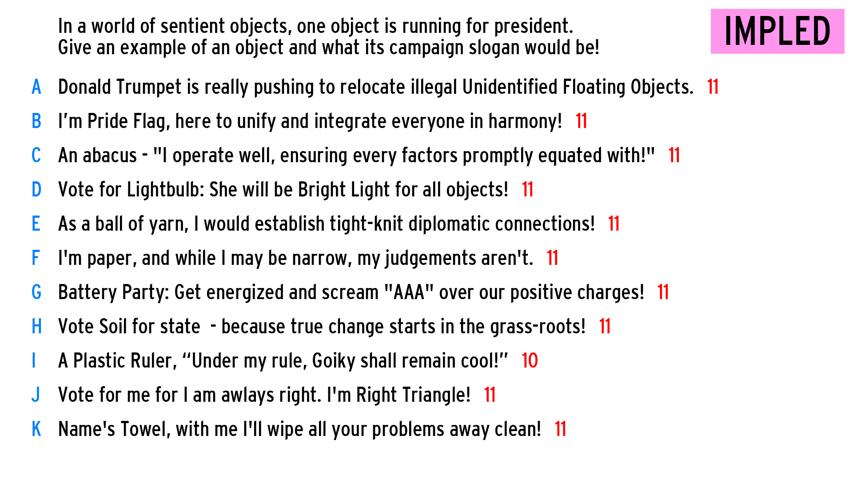 In a world of sentient objects, one object is running for president.
Give an example of an object and what its campaign slogan would be!
IMPLED
A Donald Trumpet is really pushing to relocate illegal Unidentified Floating Objects. 11
B I'm Pride Flag, here to unify and integrate everyone in harmony! 11
C An abacus - "I operate well, ensuring every factors promptly equated with!" 11
D Vote for Lightbulb: She will be Bright Light for all objects! 11
E As a ball of yarn, I would establish tight-knit diplomatic connections! 11
F I'm paper, and while I may be narrow, my judgements aren't. 11
G Battery Party: Get energized and scream "AAA" over our positive charges! 11
H Vote Soil for state - because true change starts in the grass-roots! 11
I A Plastic Ruler, “Under my rule, Goiky shall remain cool!” 10
J Vote for me for I am awlays right. I'm Right Triangle! 11
K Name's Towel, with me I'll wipe all your problems away clean! 11